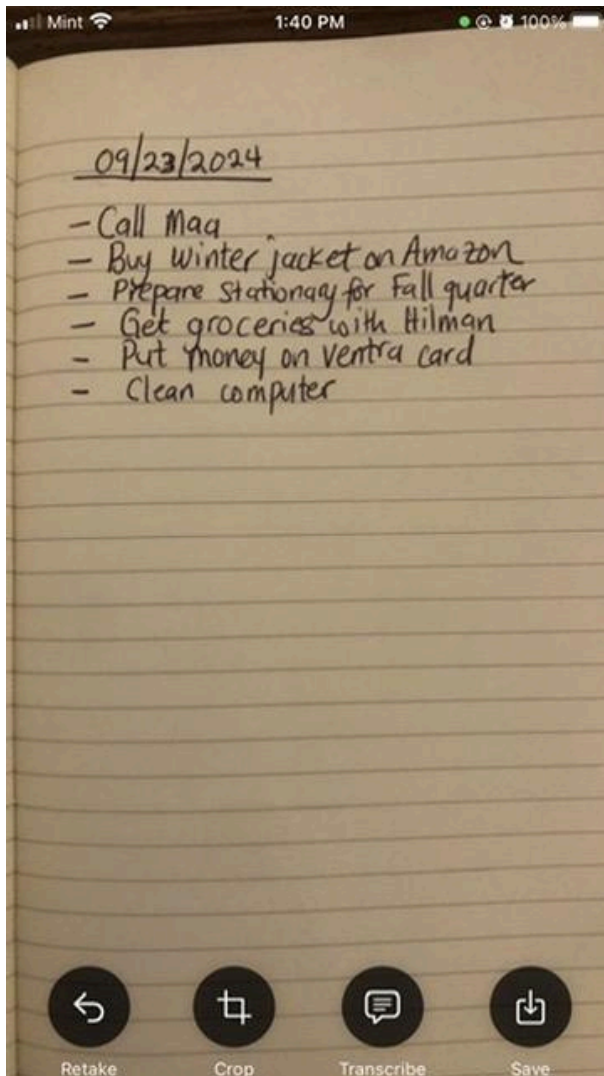 Mint 1:40 PM 100%
09/23/2024
- Call Maa
- Buy winter jacket on Amazon
- Prepare Stationary for Fall quarter
- Get groceries with Hilman
- Put money on Ventra card
- Clean computer
Retake Crop Transcribe Save